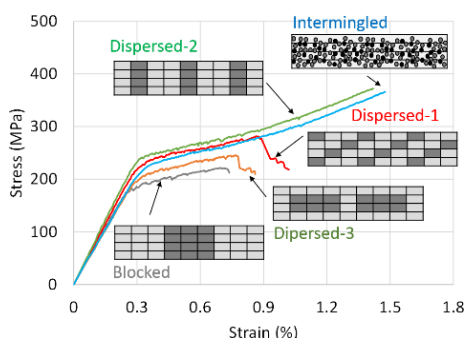 500
400
300
200
100
0
Stress (MPa)
Dispersed-2
Intermingled
Dispersed-1
Dipersed-3
Blocked
0 0.3 0.6 0.9 1.2 1.5 1.8
Strain (%)